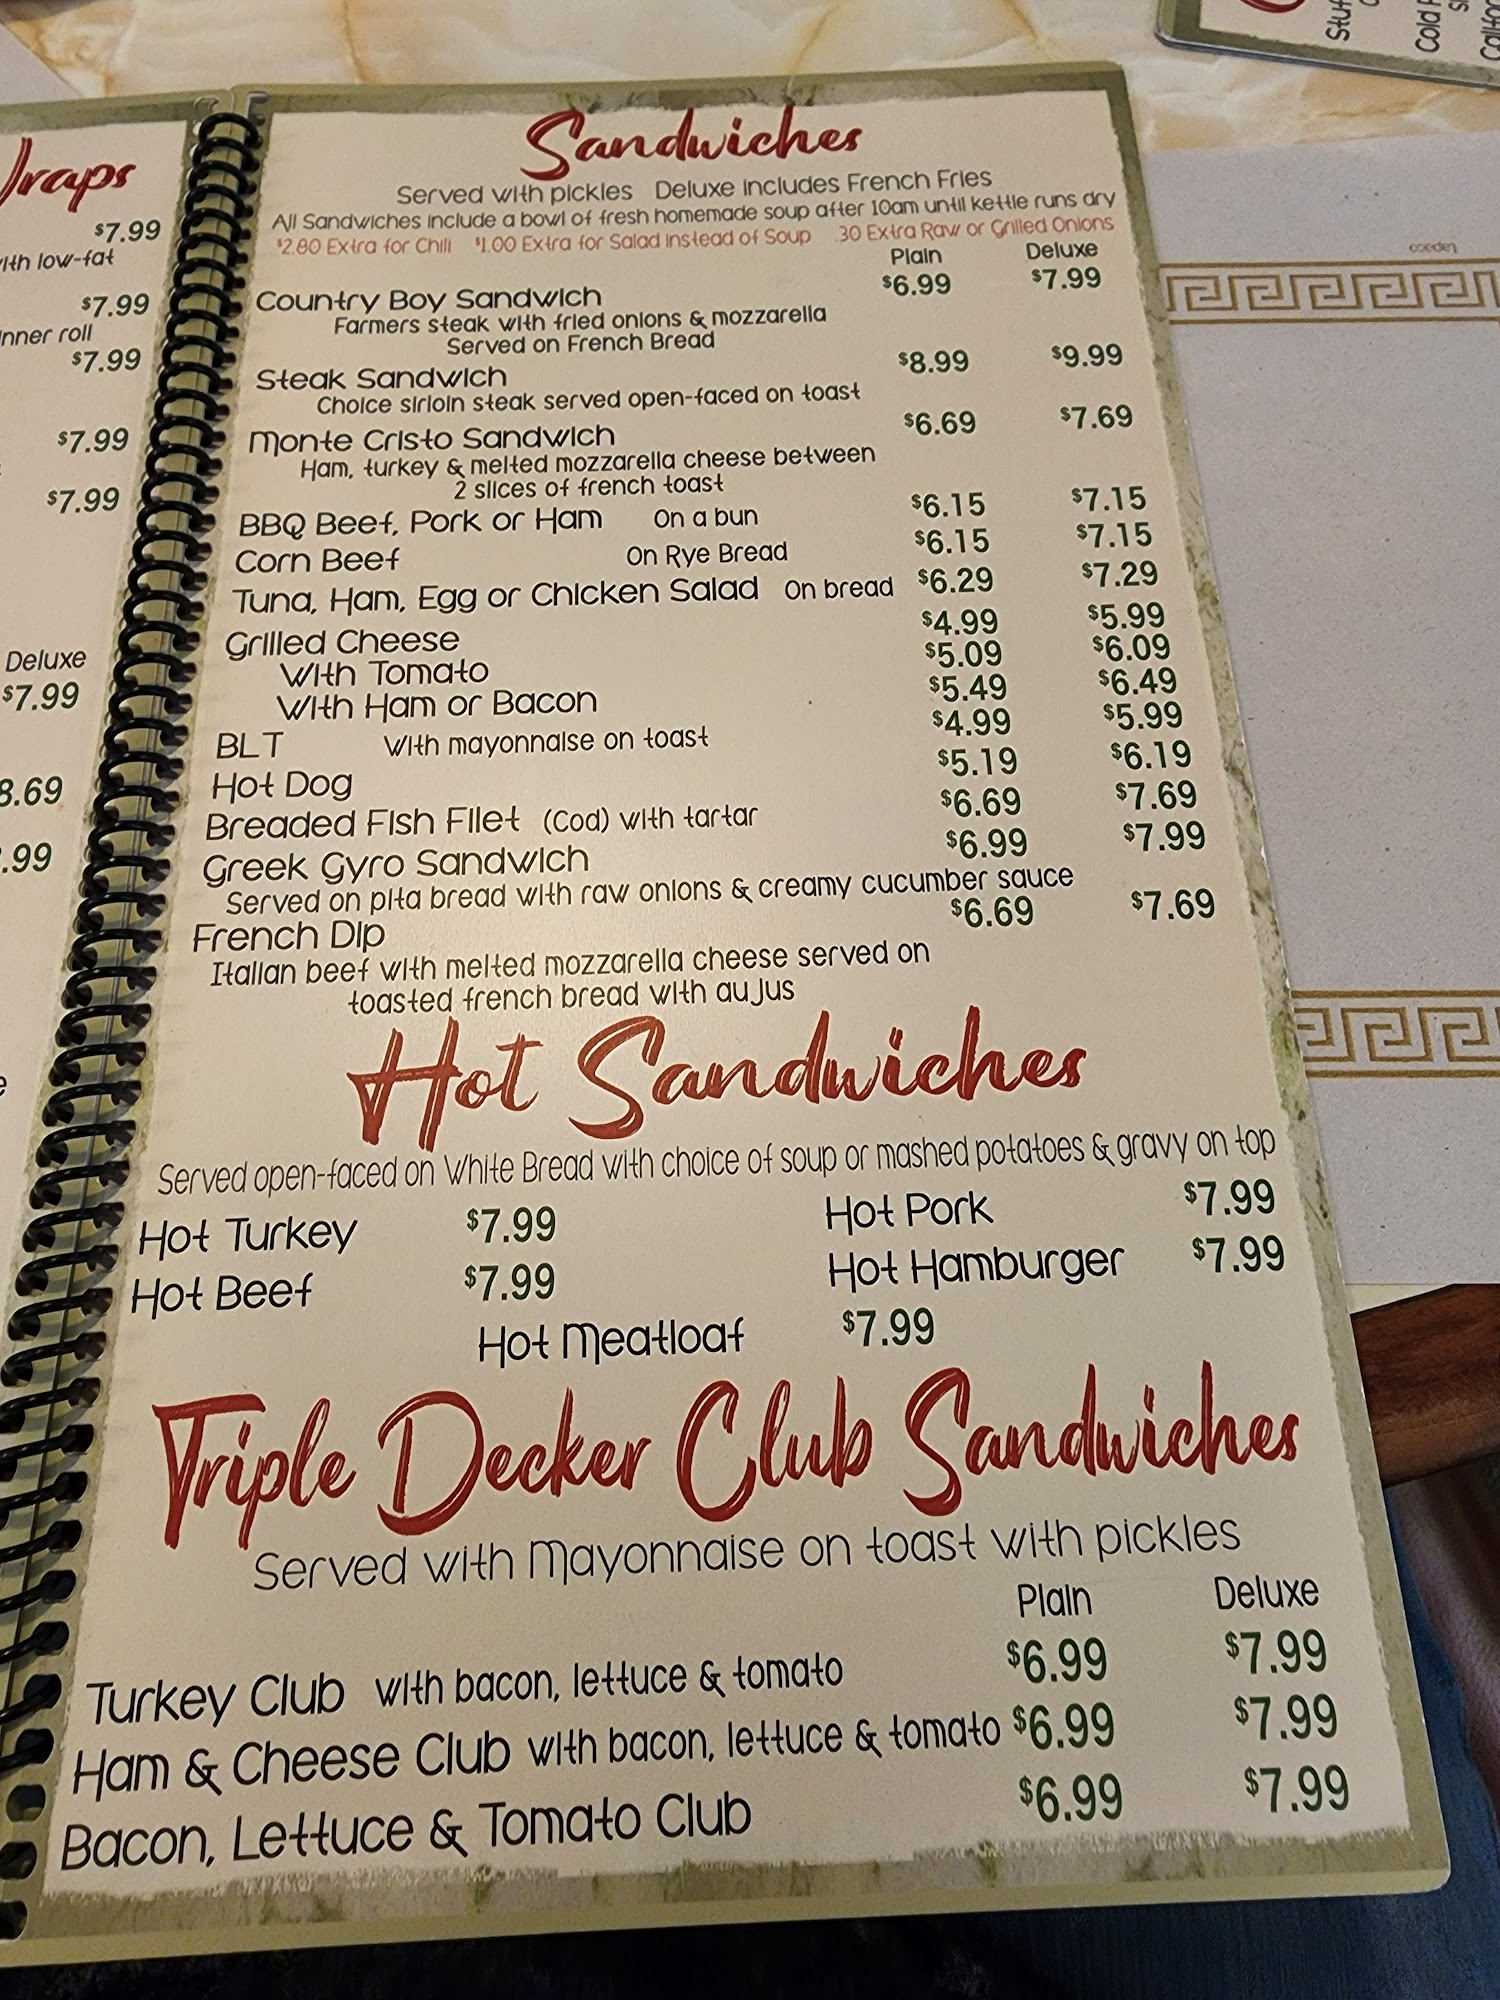 $7.99
low-fat
$7.99
roll
$7.99
$7.99
$7.99
Deluxe
$7.99
8.69
.99
Sandwiches
Served with pickles Deluxe includes French Fries
All Sandwiches include a bowl of fresh homemade soup after 10am until kettle runs dry
$2.80 Extra for Chili $1.00 Extra for Salad instead of Soup .30 Extra Raw or Grilled Onions
Plain Deluxe
Country Boy Sandwich $6.99 $7.99
Farmers steak with fried onions & mozzarella
Served on French Bread
Steak Sandwich $8.99 $9.99
Choice sirloin steak served open-faced on toast
Monte Cristo Sandwich $6.69 $7.69
Ham, turkey & melted mozzarella cheese between
2 slices of french toast
BBQ Beef, Pork or Ham On a bun $6.15 $7.15
Corn Beef On Rye Bread $6.15 $7.15
Tuna, Ham, Egg or Chicken Salad On bread $6.29 $7.29
Grilled Cheese $4.99 $5.99
With Tomato $5.09 $6.09
With Ham or Bacon $5.49 $6.49
BLT With mayonnaise on toast $4.99 $5.99
Hot Dog $5.19 $6.19
Breaded Fish Filet (Cod) with tartar $6.69 $7.69
Greek Gyro Sandwich $6.99 $7.99
Served on pita bread with raw onions & creamy cucumber sauce
French Dip $6.69 $7.69
Italian beef with melted mozzarella cheese served on
toasted french bread with au Jus
Hot Sandwiches
Served open-faced on White Bread with choice of soup or mashed potatoes & gravy on top
Hot Turkey $7.99 Hot Pork $7.99
Hot Beef $7.99 Hot Hamburger $7.99
Hot Meatloaf $7.99
Triple Decker Club Sandwiches
Served with Mayonnaise on toast with pickles
Plain Deluxe
Turkey Club with bacon, lettuce & tomato $6.99 $7.99
Ham & Cheese Club with bacon, lettuce & tomato $6.99 $7.99
Bacon, Lettuce & Tomato Club $6.99 $7.99
Cold